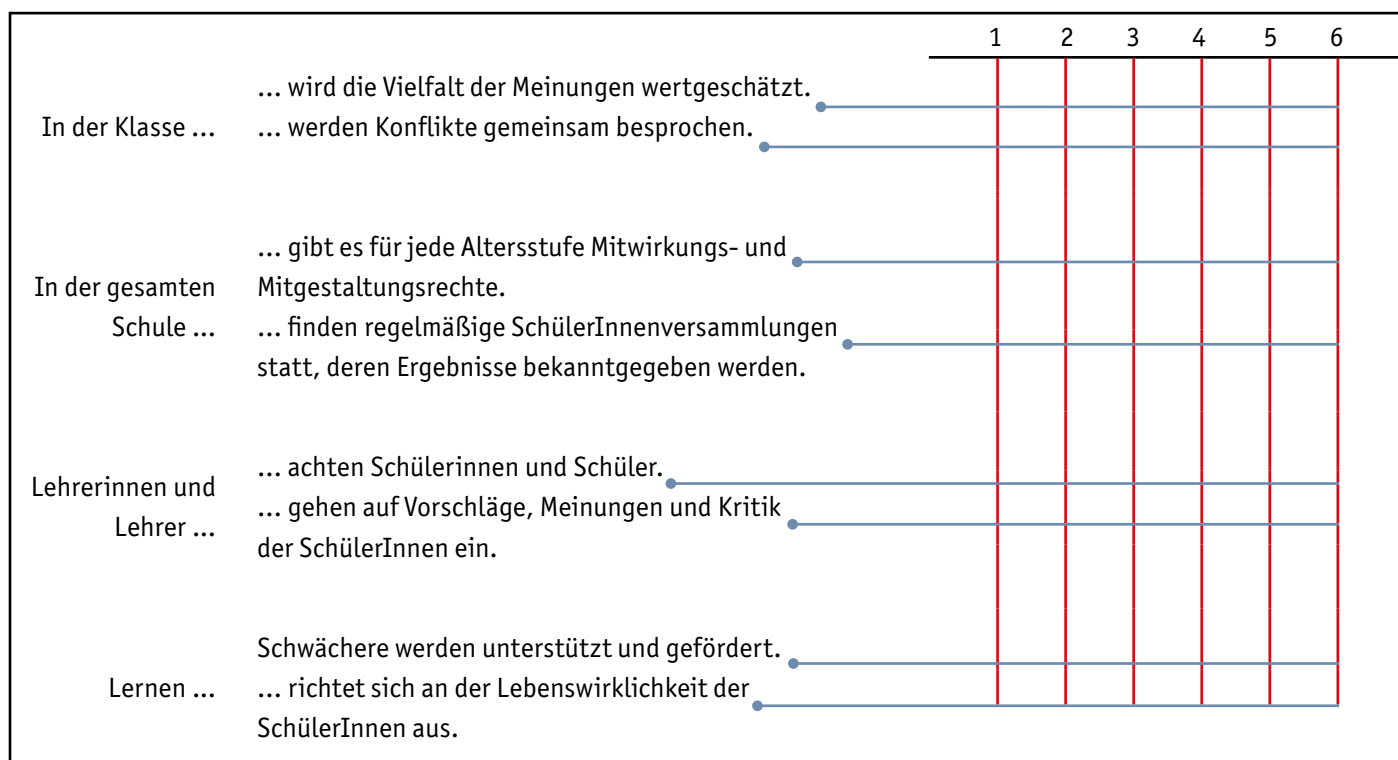 1 2 3 4 5 6
... wird die Vielfalt der Meinungen wertgeschätzt.
In der Klasse ...
... werden Konflikte gemeinsam besprochen.
... gibt es für jede Altersstufe Mitwirkungs- und
In der gesamten
Mitgestaltungsrechte.
Schule ...
... finden regelmäßige SchülerInnenversammlungen
statt, deren Ergebnisse bekanntgegeben werden.
Lehrerinnen und
Lehrer ...
... achten Schülerinnen und Schüler.
... gehen auf Vorschläge, Meinungen und Kritik
der SchülerInnen ein.
Schwächere werden unterstützt und gefördert.
Lernen ...
... richtet sich an der Lebenswirklichkeit der
SchülerInnen aus.